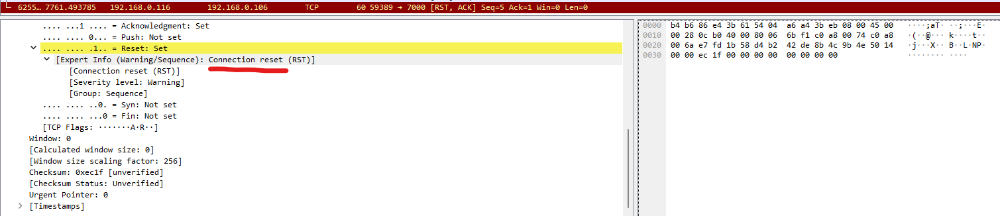 6255… 7761.493785 192.168.0.116 192.168.0.106 TCP 60 59389 → 7000 [RST, ACK] Seq=5 Ack=1 Win=0 Len=0
.... ...1 .... = Acknowledgment: Set
.... .... 0... = Push: Not set
.... .... .1.. = Reset: Set
[Expert Info (Warning/Sequence): Connection reset (RST)]
[Connection reset (RST)]
[Severity level: Warning]
[Group: Sequence]
.... .... ..0. = Syn: Not set
.... .... ...0 = Fin: Not set
[TCP Flags: ·······A·R··]
Window: 0
[Calculated window size: 0]
[Window size scaling factor: 256]
Checksum: 0xec1f [unverified]
[Checksum Status: Unverified]
Urgent Pointer: 0
[Timestamps]
0000 b4 b6 86 e4 3b 61 54 04 a6 a4 3b eb 08 00 45 00 ····;aT· ··;···E·
0010 00 28 0c b0 40 00 80 06 6b f1 c0 a8 00 74 c0 a8 ·(··@··· k····t··
0020 00 6a e7 fd 1b 58 d4 b2 42 de 8b 4c 9b 4e 50 14 ·j···X·· B··L·NP·
0030 00 00 ec 1f 00 00 00 00 00 00 00 00 ········ ····